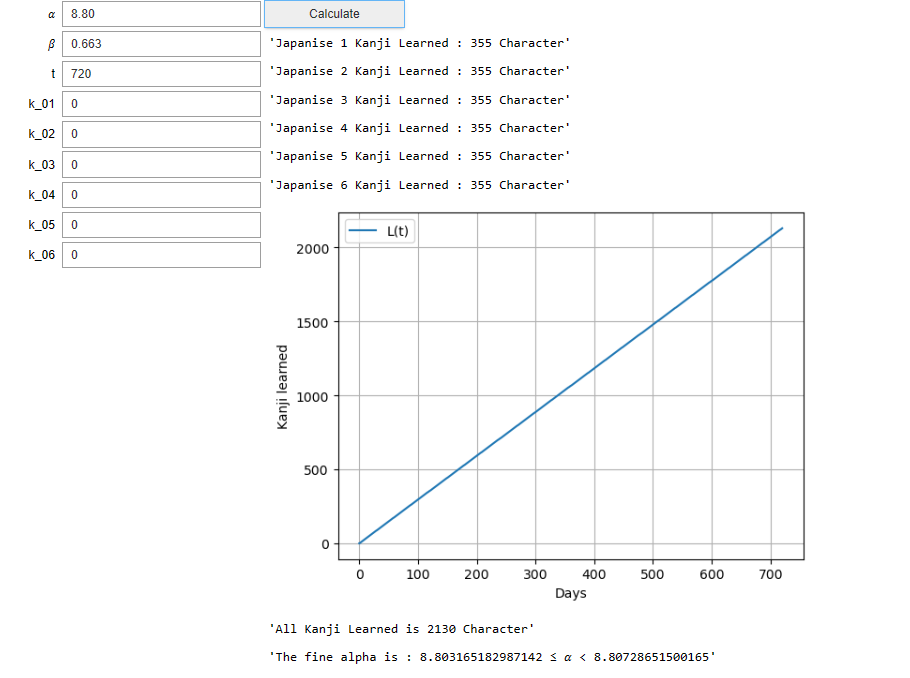 α 8.80
Calculate
β 0.663
t 720
k_01 0
k_02 0
k_03 0
k_04 0
k_05 0
k_06 0
'Japanise 1 Kanji Learned : 355 Character'
'Japanise 2 Kanji Learned : 355 Character'
'Japanise 3 Kanji Learned : 355 Character'
'Japanise 4 Kanji Learned : 355 Character'
'Japanise 5 Kanji Learned : 355 Character'
'Japanise 6 Kanji Learned : 355 Character'
L(t)
2000
1500
1000
500
0
Kanji learned
0 100 200 300 400 500 600 700
Days
'All Kanji Learned is 2130 Character'
'The fine alpha is : 8.803165182987142 ≤ α < 8.80728651500165'